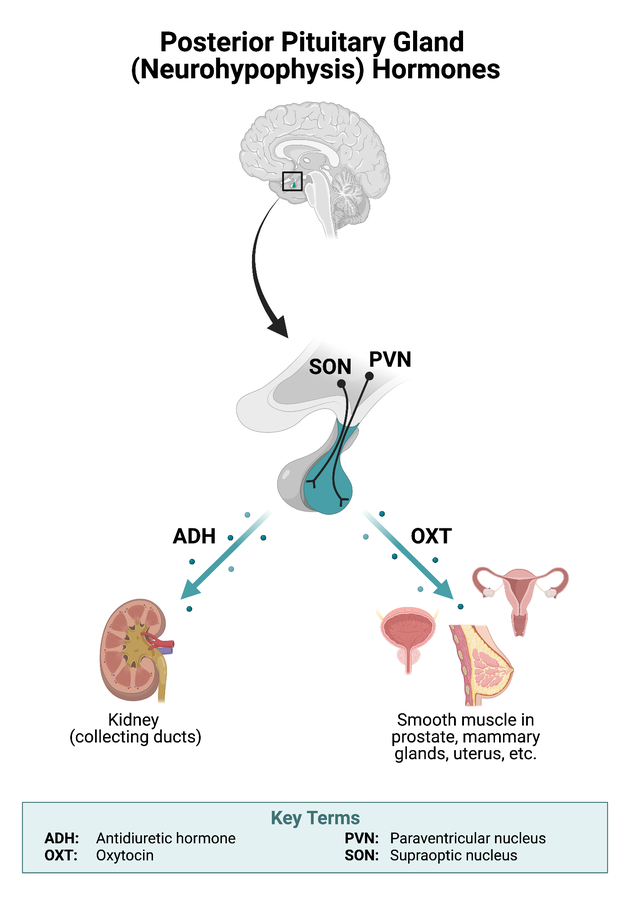 Posterior Pituitary Gland
(Neurohypophysis) Hormones
SON
PVN
ADH
OXT
Kidney
(collecting ducts)
Smooth muscle in
prostate, mammary
glands, uterus, etc.
Key Terms
ADH: Antidiuretic hormone
OXT: Oxytocin
PVN: Paraventricular nucleus
SON: Supraoptic nucleus